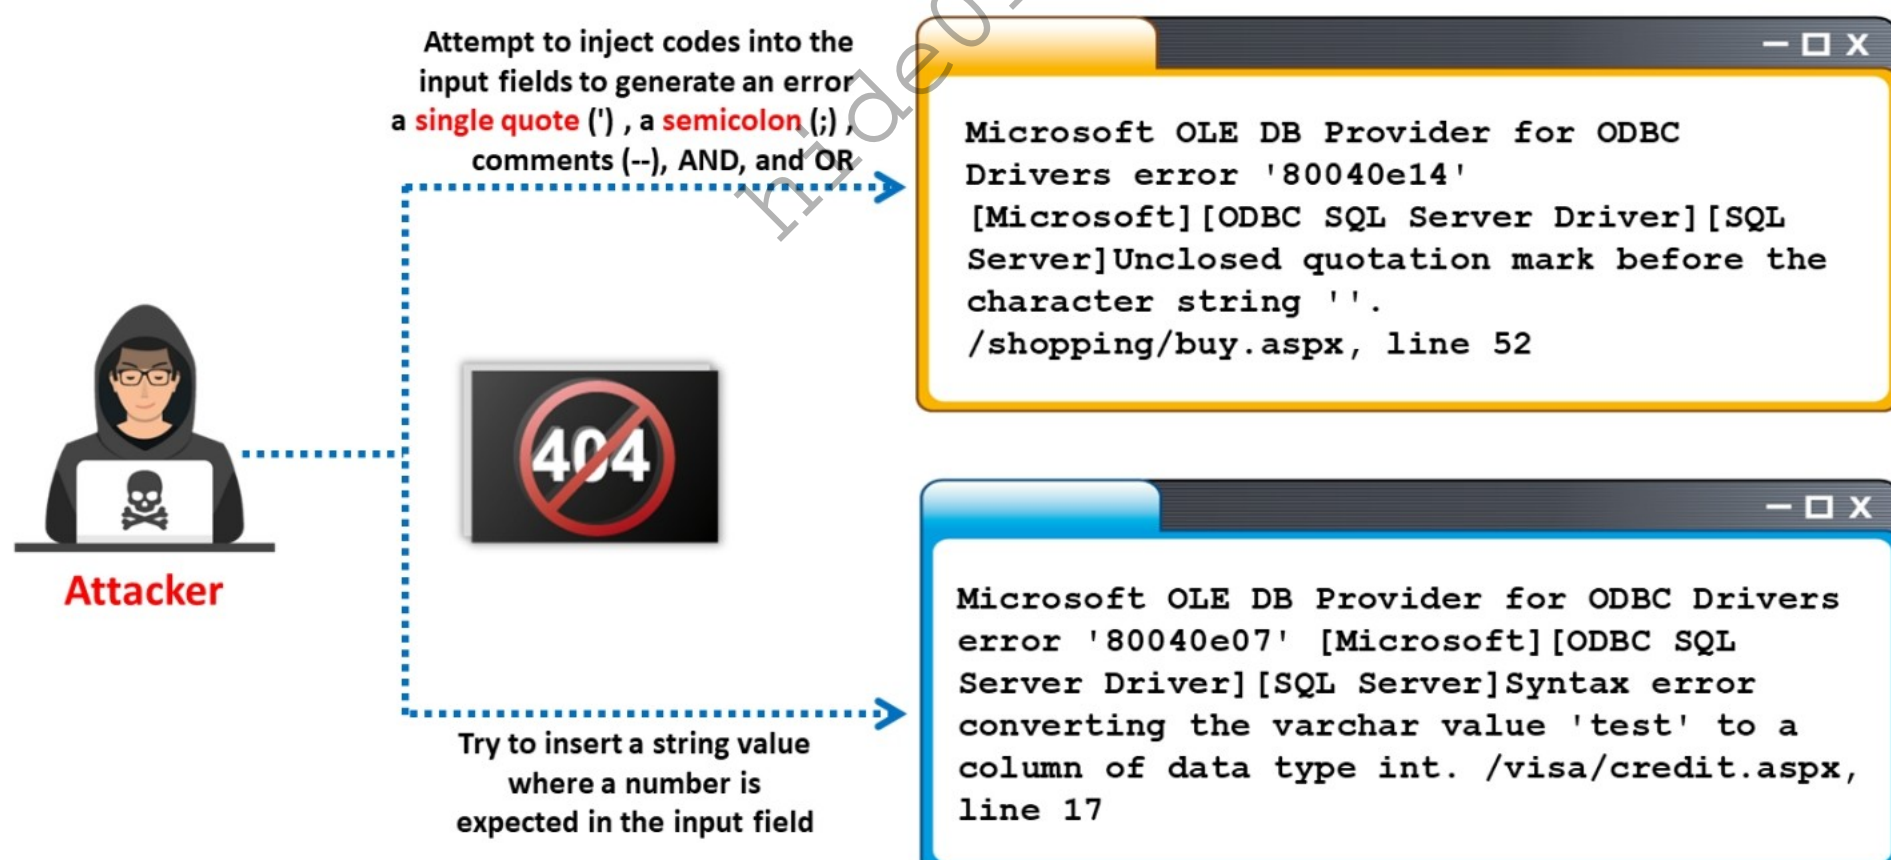 Attempt to inject codes into the
input fields to generate an error
a single quote (') , a semicolon (;) ,
comments (--), AND, and OR
Microsoft OLE DB Provider for ODBC
Drivers error '80040e14'
[Microsoft][ODBC SQL Server Driver][SQL
Server]Unclosed quotation mark before the
character string ''.
/shopping/buy.aspx, line 52
404
Attacker
Try to insert a string value
where a number is
expected in the input field
Microsoft OLE DB Provider for ODBC Drivers
error '80040e07' [Microsoft][ODBC SQL
Server Driver][SQL Server]Syntax error
converting the varchar value 'test' to a
column of data type int. /visa/credit.aspx,
line 17